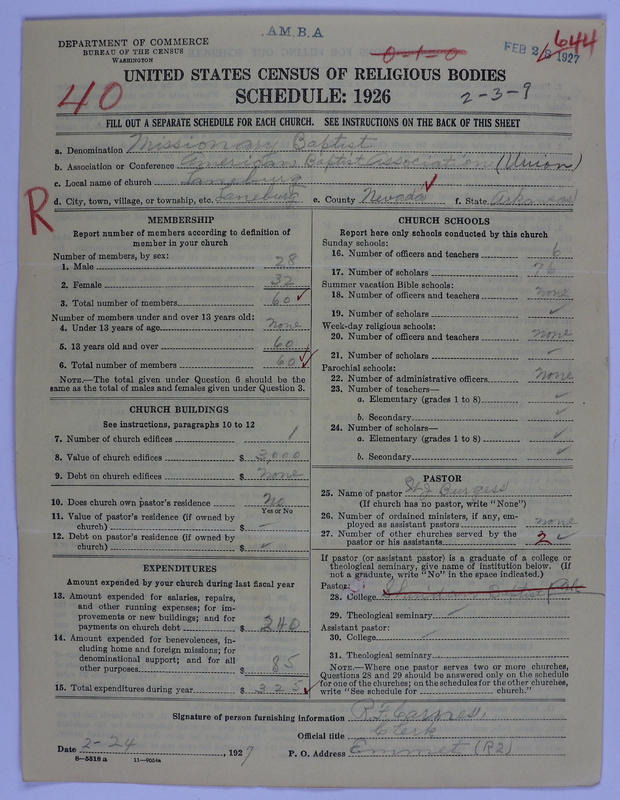 A.M.B.A
DEPARTMENT OF COMMERCE
BUREAU OF THE CENSUS
WASHINGTON
0-1-0
FEB 28 1927
644
UNITED STATES CENSUS OF RELIGIOUS BODIES
40
SCHEDULE: 1926
2-3-9
FILL OUT A SEPARATE SCHEDULE FOR EACH CHURCH. SEE INSTRUCTIONS ON THE BACK OF THIS SHEET
a. Denomination Missionary Baptist
b. Association or Conference American Baptist Association (Union)
c. Local name of church Laneburg
R
d. City, town, village, or township, etc. Laneburg e. County Nevada f. State Arkansas
MEMBERSHIP
Report number of members according to definition of
member in your church
Number of members, by sex:
1. Male 28
2. Female 32
3. Total number of members 60
Number of members under and over 13 years old:
4. Under 13 years of age None
5. 13 years old and over 60
6. Total number of members 60
NOTE.—The total given under Question 6 should be the
same as the total of males and females given under Question 3.
CHURCH BUILDINGS
See instructions, paragraphs 10 to 12
7. Number of church edifices 1
8. Value of church edifices $ 3,000
9. Debt on church edifices $ None
10. Does church own pastor's residence No
Yes or No
11. Value of pastor's residence (if owned by
church) $ —
12. Debt on pastor's residence (if owned by
church) $ ✓
EXPENDITURES
Amount expended by your church during last fiscal year
13. Amount expended for salaries, repairs,
and other running expenses; for im-
provements or new buildings; and for
payments on church debt $ 240
14. Amount expended for benevolences, in-
cluding home and foreign missions; for
denominational support; and for all
other purposes $ 85
15. Total expenditures during year $ 325
CHURCH SCHOOLS
Report here only schools conducted by this church
Sunday schools:
16. Number of officers and teachers 6
17. Number of scholars 76
Summer vacation Bible schools:
18. Number of officers and teachers None
19. Number of scholars ✓
Week-day religious schools:
20. Number of officers and teachers None
21. Number of scholars —
Parochial schools:
22. Number of administrative officers None
23. Number of teachers—
a. Elementary (grades 1 to 8) ✓
b. Secondary ✓
24. Number of scholars—
a. Elementary (grades 1 to 8) ✓
b. Secondary ✓
PASTOR
25. Name of pastor Burgess
(If church has no pastor, write "None")
26. Number of ordained ministers, if any, em-
ployed as assistant pastors none
27. Number of other churches served by the
pastor or his assistants 2
If pastor (or assistant pastor) is a graduate of a college or
theological seminary, give name of institution below. (If
not a graduate, write "No" in the space indicated.)
Pastor:
28. College Baptist
29. Theological seminary —
Assistant pastor:
30. College —
31. Theological seminary
NOTE.—Where one pastor serves two or more churches,
Questions 28 and 29 should be answered only on the schedule
for one of the churches; on the schedules for the other churches,
write "See schedule for church."
Signature of person furnishing information R F Carnes,
Official title Clerk
Date 2-24, 1927 P. O. Address Emmet (R2)
8-5516 a 11-9054a